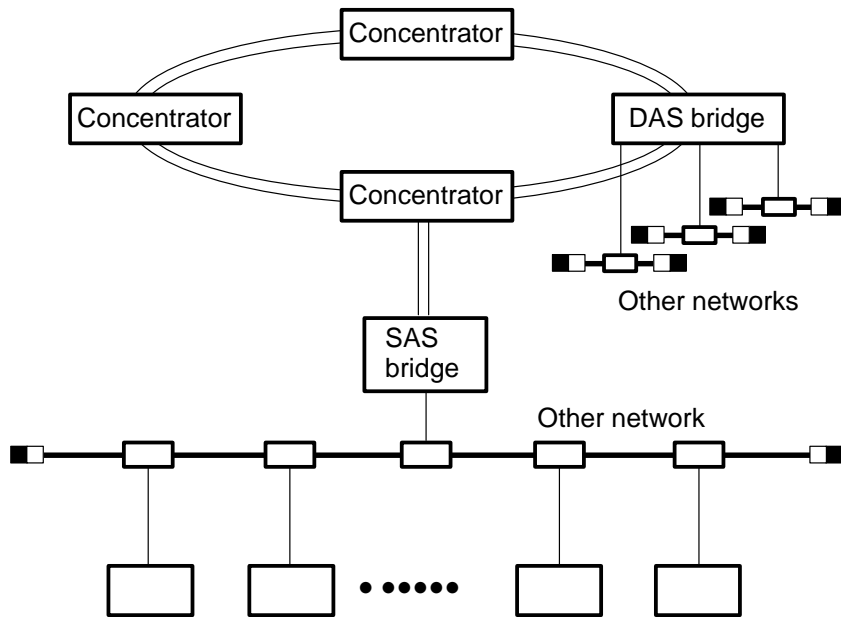 Concentrator
Concentrator
DAS bridge
Concentrator
Other networks
SAS
bridge
Other network